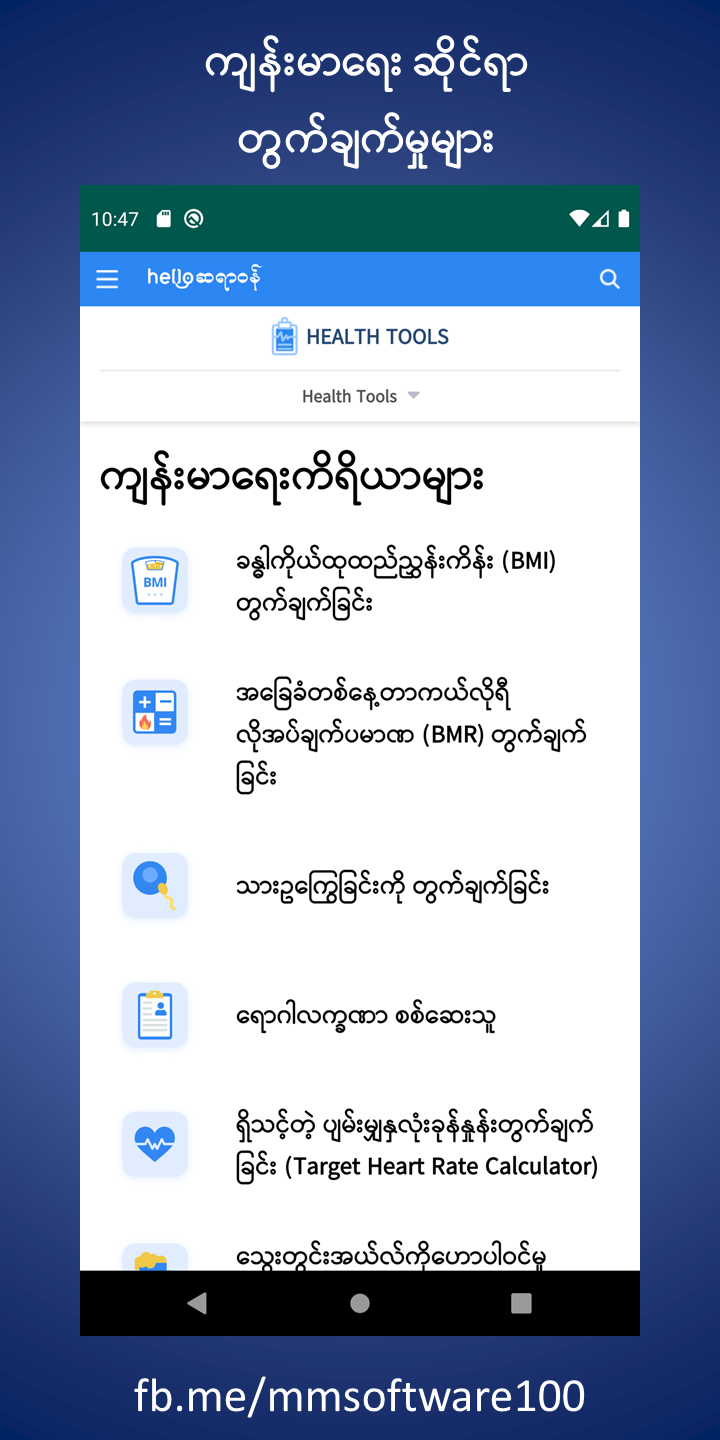 ကျန်းမာရေး ဆိုင်ရာ
တွက်ချက်မှုများ
10:47
helloဆရာဝန်
HEALTH TOOLS
Health Tools
ကျန်းမာရေးကိရိယာများ
ခန္ဓါကိုယ်ထုထည်ညွှန်းကိန်း (BMI)
တွက်ချက်ခြင်း
BMI
အခြေခံတစ်နေ့တာကယ်လိုရီ
လိုအပ်ချက်ပမာဏ (BMR) တွက်ချက်
ခြင်း
သားဥကြွေခြင်းကို တွက်ချက်ခြင်း
ရောဂါလက္ခဏာ စစ်ဆေးသူ
ရှိသင့်တဲ့ ပျမ်းမျှနှလုံးခုန်နှုန်းတွက်ချက်
ခြင်း (Target Heart Rate Calculator)
သွေးတွင်းအယ်လ်ကိုဟောပါဝင်မှု
fb.me/mmsoftware100